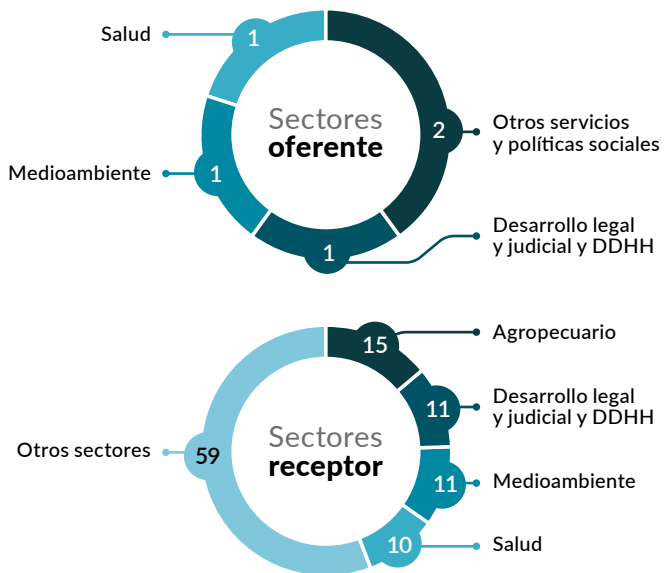 Salud
1
Sectores
oferente
2
Otros servicios
y políticas sociales
Medioambiente
1
1
Desarrollo legal
y judicial y DDHH
15
Agropecuario
11
Desarrollo legal
y judicial y DDHH
Otros sectores
59
Sectores
receptor
11
Medioambiente
10
Salud